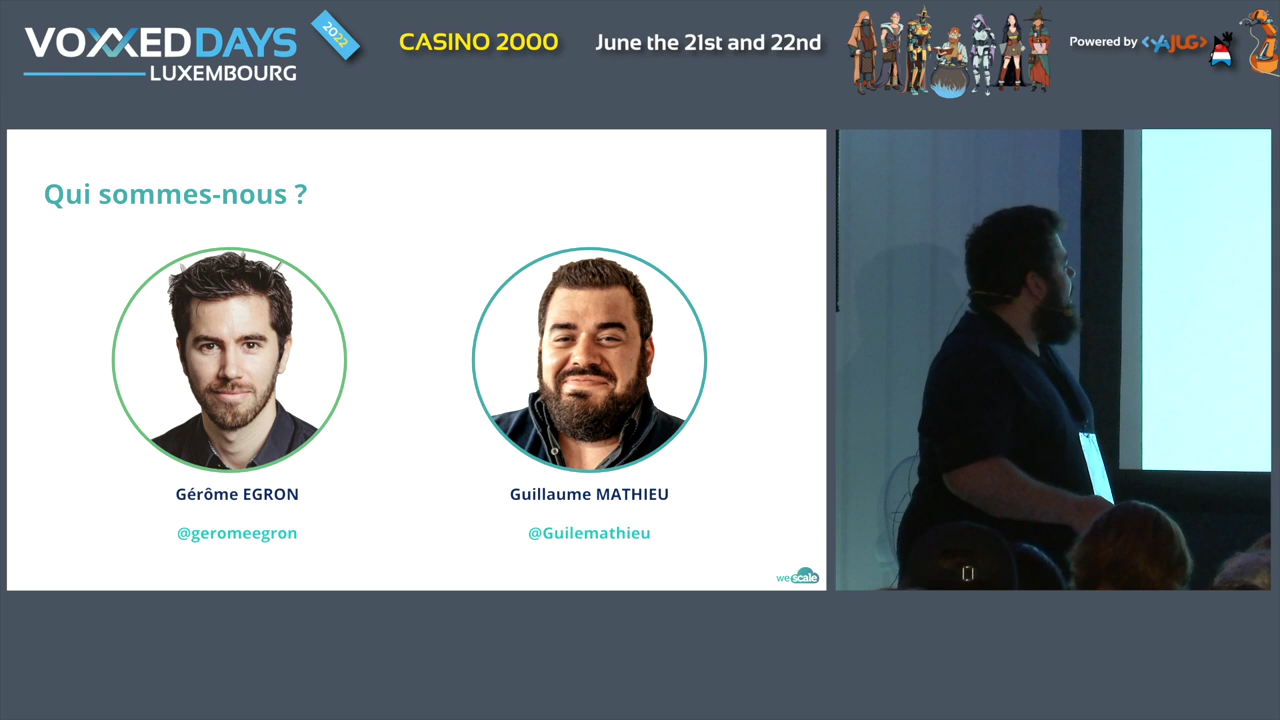 VOXXEDDAYS
LUXEMBOURG
2022
CASINO 2000
June the 21st and 22nd
Powered by <YAJUG>
Qui sommes-nous ?
Gérôme EGRON
Guillaume MATHIEU
@geromeegron
@Guilemathieu
wescale